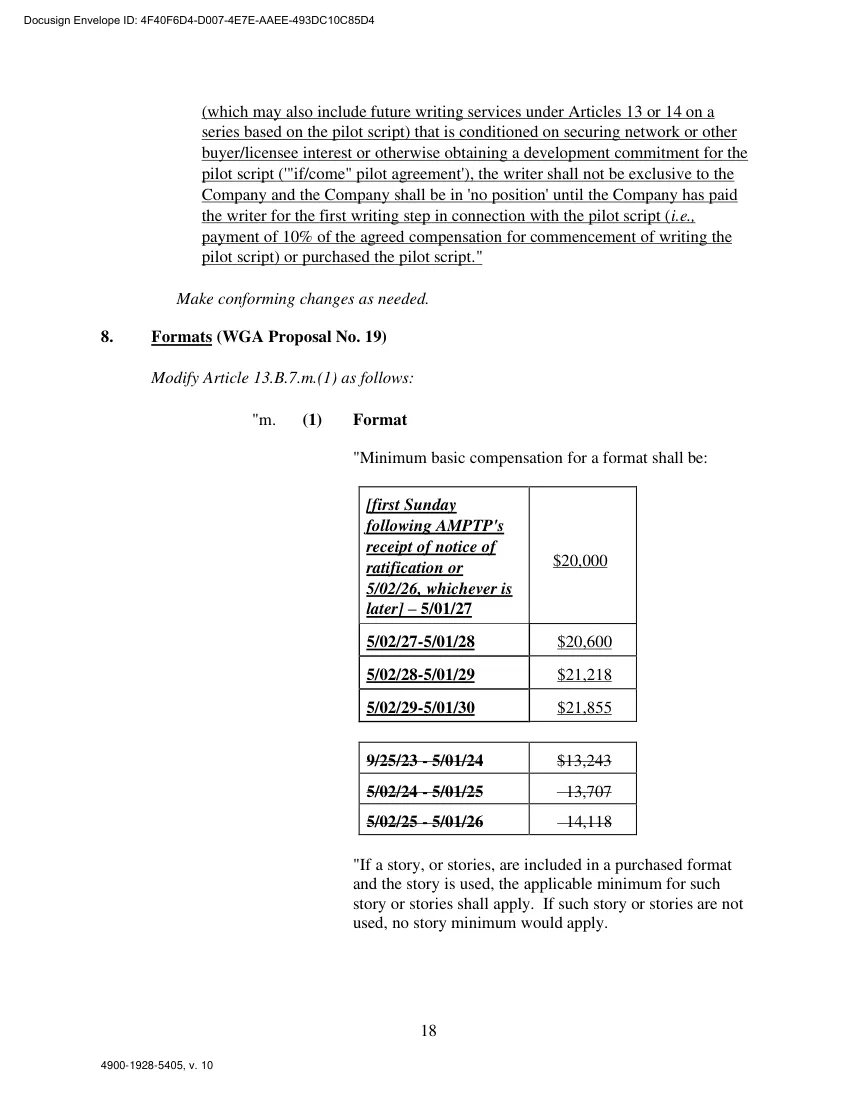 Docusign Envelope ID: 4F40F6D4-D007-4E7E-AAEE-493DC10C85D4
(which may also include future writing services under Articles 13 or 14 on a
series based on the pilot script) that is conditioned on securing network or other
buyer/licensee interest or otherwise obtaining a development commitment for the
pilot script ('"if/come" pilot agreement'), the writer shall not be exclusive to the
Company and the Company shall be in 'no position' until the Company has paid
the writer for the first writing step in connection with the pilot script (i.e.,
payment of 10% of the agreed compensation for commencement of writing the
pilot script) or purchased the pilot script."
Make conforming changes as needed.
8. Formats (WGA Proposal No. 19)
Modify Article 13.B.7.m.(1) as follows:
"m. (1) Format
"Minimum basic compensation for a format shall be:
[first Sunday
following AMPTP's
receipt of notice of
ratification or
5/02/26, whichever is
later] – 5/01/27
$20,000
5/02/27-5/01/28 $20,600
5/02/28-5/01/29 $21,218
5/02/29-5/01/30 $21,855
9/25/23 - 5/01/24 $13,243
5/02/24 - 5/01/25 13,707
5/02/25 - 5/01/26 14,118
"If a story, or stories, are included in a purchased format
and the story is used, the applicable minimum for such
story or stories shall apply. If such story or stories are not
used, no story minimum would apply.
18
4900-1928-5405, v. 10